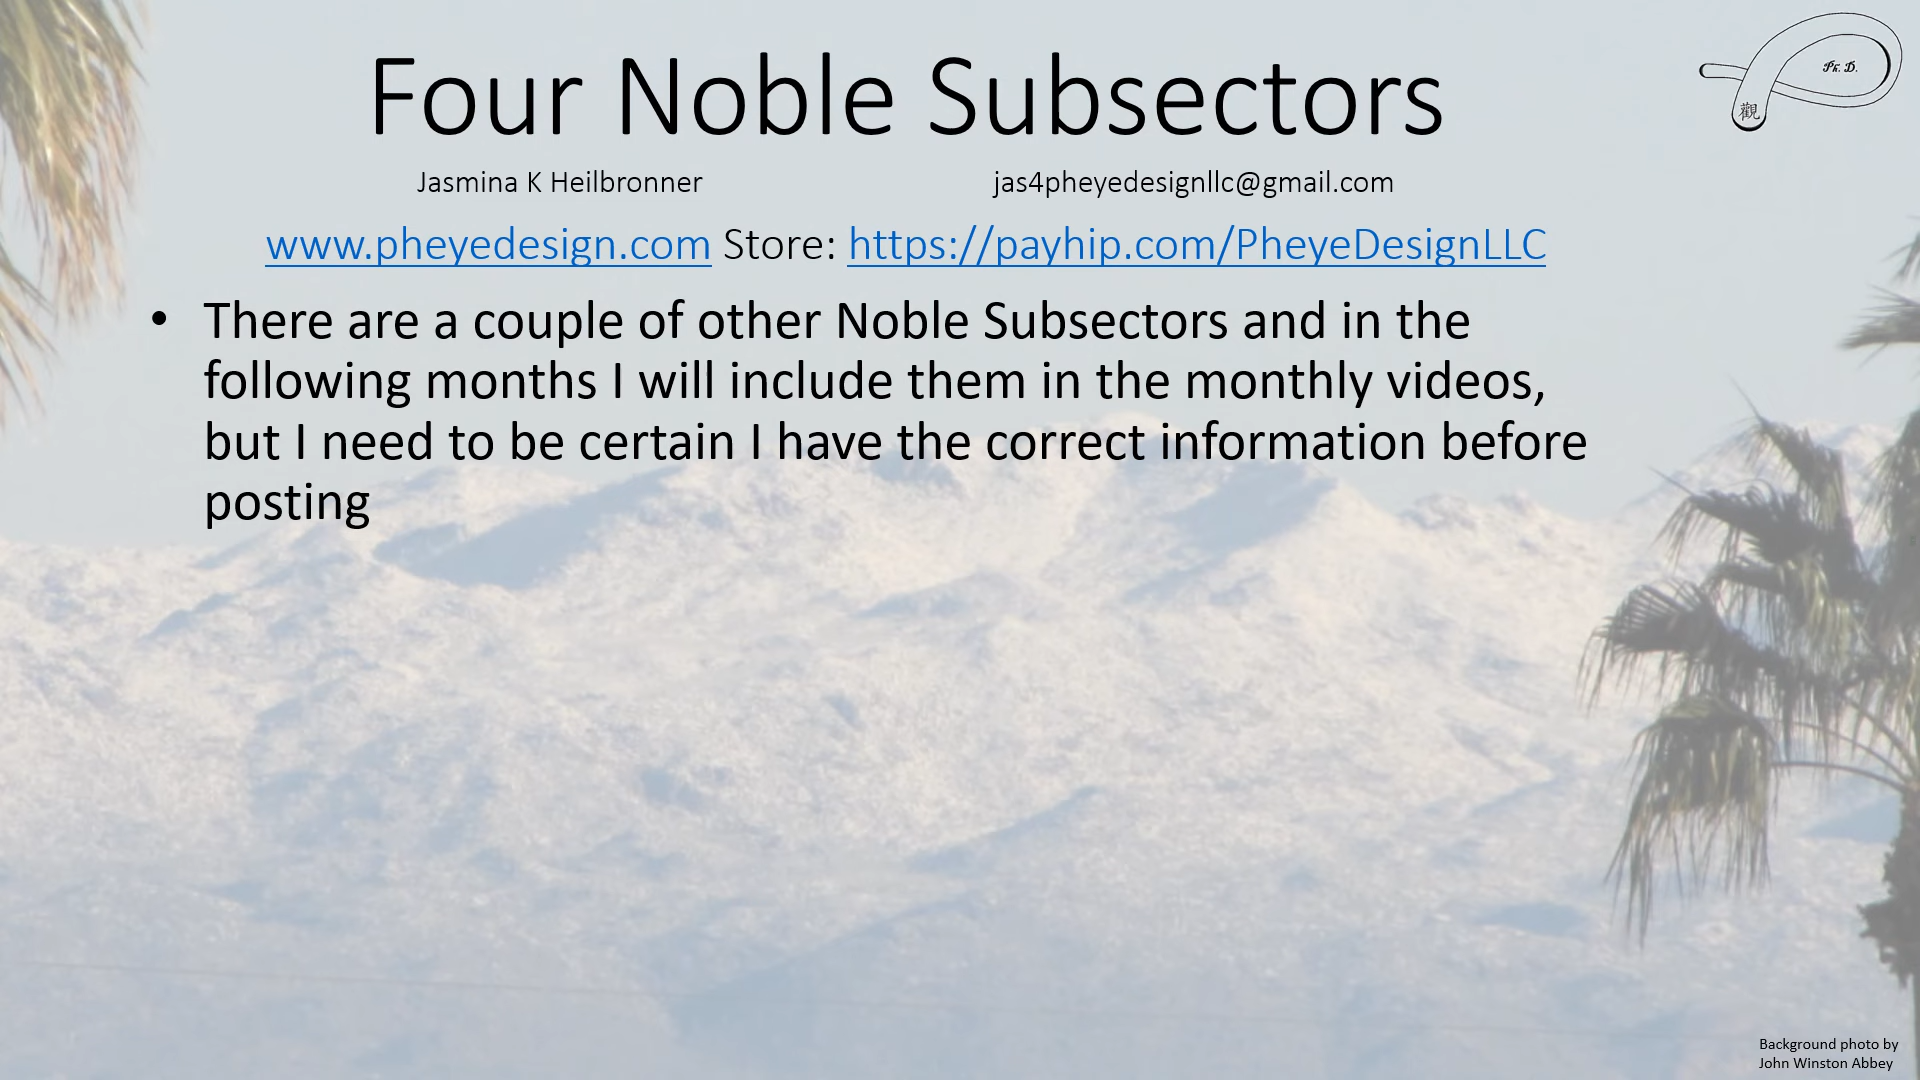 Four Noble Subsectors
Ph. D.
觀
Jasmina K Heilbronner jas4pheyedesignllc@gmail.com
www.pheyedesign.com Store: https://payhip.com/PheyeDesignLLC
• There are a couple of other Noble Subsectors and in the
following months I will include them in the monthly videos,
but I need to be certain I have the correct information before
posting
Background photo by
John Winston Abbey